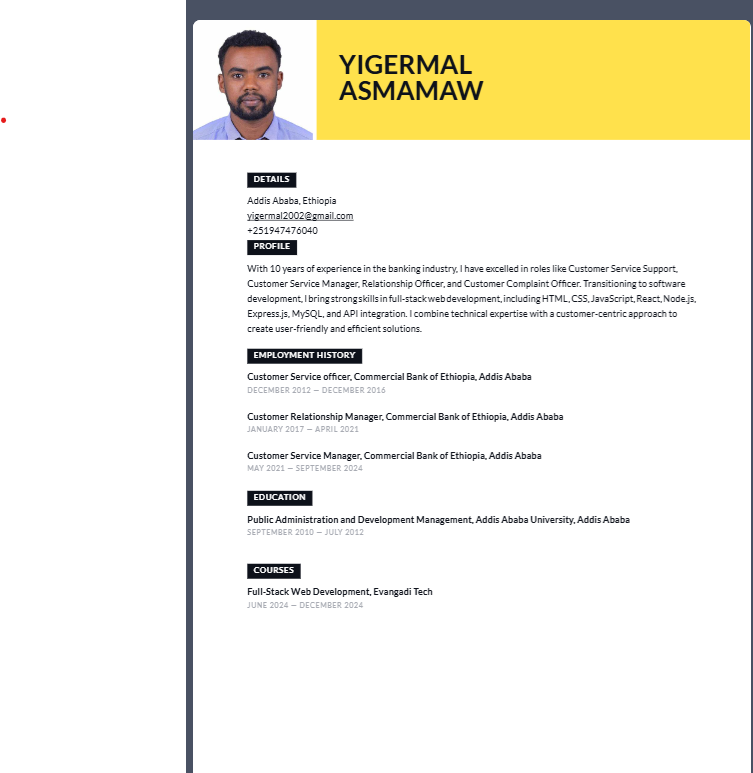 YIGERMAL
ASMAMAW
DETAILS
Addis Ababa, Ethiopia
yigermal2002@gmail.com
+251947476040
PROFILE
With 10 years of experience in the banking industry, I have excelled in roles like Customer Service Support,
Customer Service Manager, Relationship Officer, and Customer Complaint Officer. Transitioning to software
development, I bring strong skills in full-stack web development, including HTML, CSS, JavaScript, React, Node.js,
Express.js, MySQL, and API integration. I combine technical expertise with a customer-centric approach to
create user-friendly and efficient solutions.
EMPLOYMENT HISTORY
Customer Service officer, Commercial Bank of Ethiopia, Addis Ababa
DECEMBER 2012 — DECEMBER 2016
Customer Relationship Manager, Commercial Bank of Ethiopia, Addis Ababa
JANUARY 2017 — APRIL 2021
Customer Service Manager, Commercial Bank of Ethiopia, Addis Ababa
MAY 2021 — SEPTEMBER 2024
EDUCATION
Public Administration and Development Management, Addis Ababa University, Addis Ababa
SEPTEMBER 2010 — JULY 2012
COURSES
Full-Stack Web Development, Evangadi Tech
JUNE 2024 — DECEMBER 2024